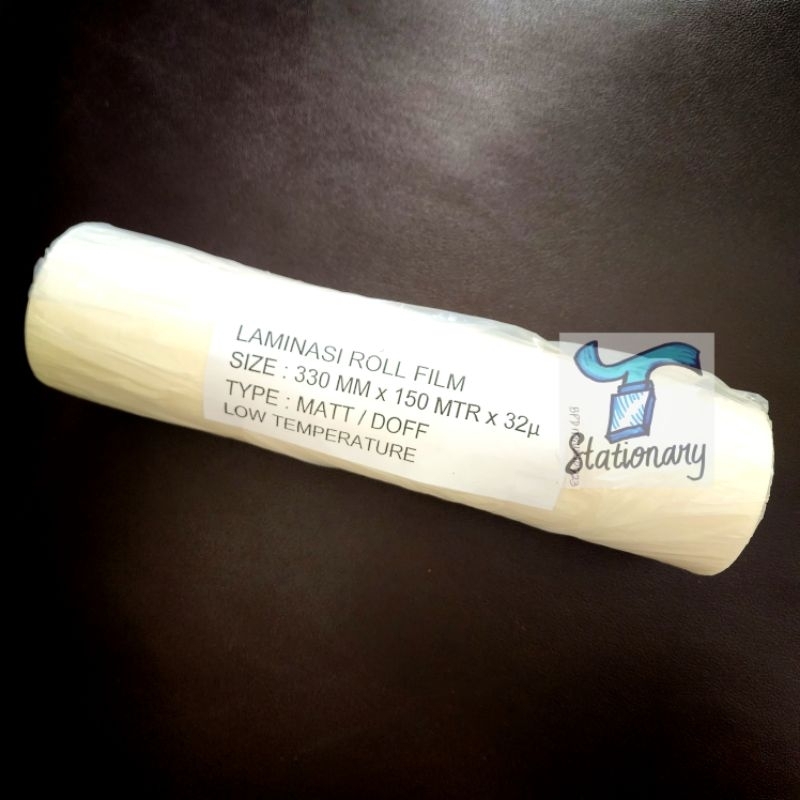 LAMINASI ROLL FILM
SIZE : 330 MM x 150 MTR x 32µ
TYPE : MATT / DOFF
LOW TEMPERATURE
Stationary